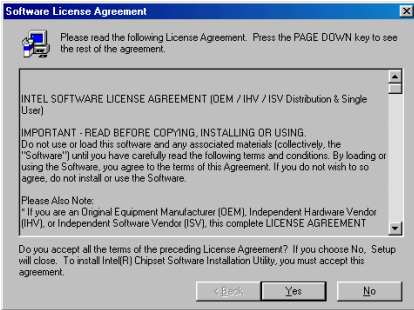 Software License Agreement
Please read the following License Agreement. Press the PAGE DOWN key to see
the rest of the agreement.
INTEL SOFTWARE LICENSE AGREEMENT (OEM / IHV / ISV Distribution & Single
User)
IMPORTANT - READ BEFORE COPYING, INSTALLING OR USING.
Do not use or load this software and any associated materials (collectively, the
"Software") until you have carefully read the following terms and conditions. By loading or
using the Software, you agree to the terms of this Agreement. If you do not wish to so
agree, do not install or use the Software.
Please Also Note:
* If you are an Original Equipment Manufacturer (OEM), Independent Hardware Vendor
(IHV), or Independent Software Vendor (ISV), this complete LICENSE AGREEMENT
Do you accept all the terms of the preceding License Agreement? If you choose No, Setup
will close. To install Intel(R) Chipset Software Installation Utility, you must accept this
agreement.
< Back Yes No